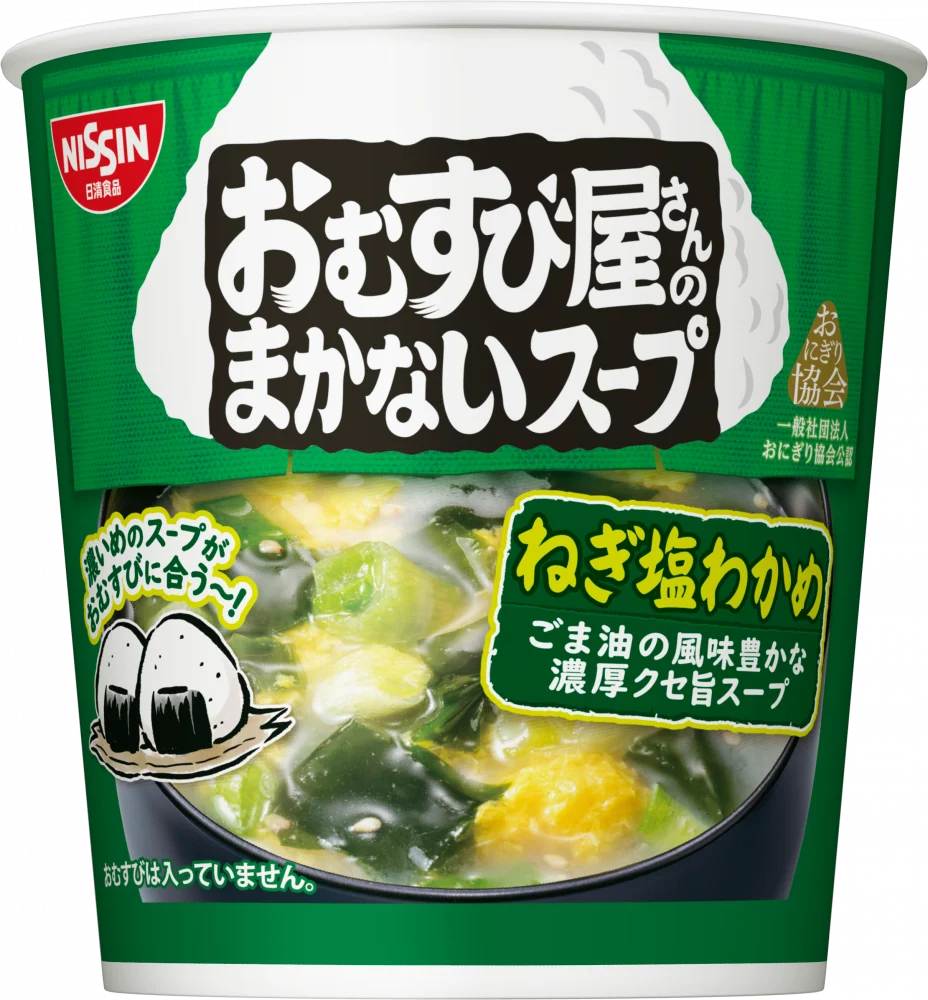 NISSIN
日清食品
おむすび屋さんの
まかないスープ
おにぎり協会
一般社団法人
おにぎり協会公認
濃いめのスープが
おむすびに合う〜!
ねぎ塩わかめ
ごま油の風味豊かな
濃厚クセ旨スープ
おむすびは入っていません。